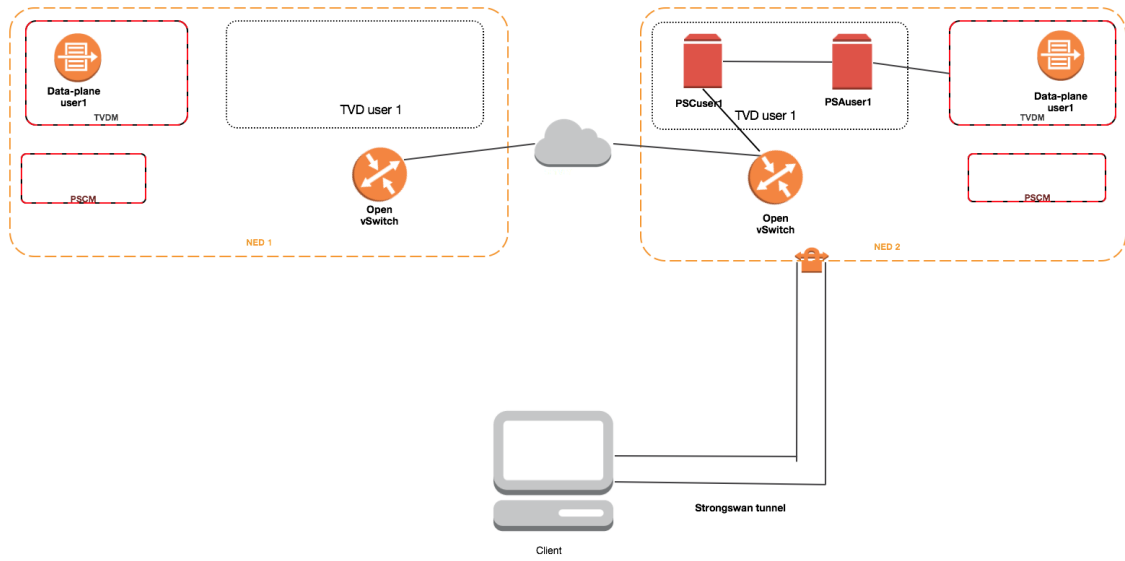 Data-plane
user1
TVDM
TVD user 1
PSCM
Open
vSwitch
NED 1
PSCuser1
PSAuser1
TVD user 1
Data-plane
user1
TVDM
PSCM
Open
vSwitch
NED 2
Strongswan tunnel
Client